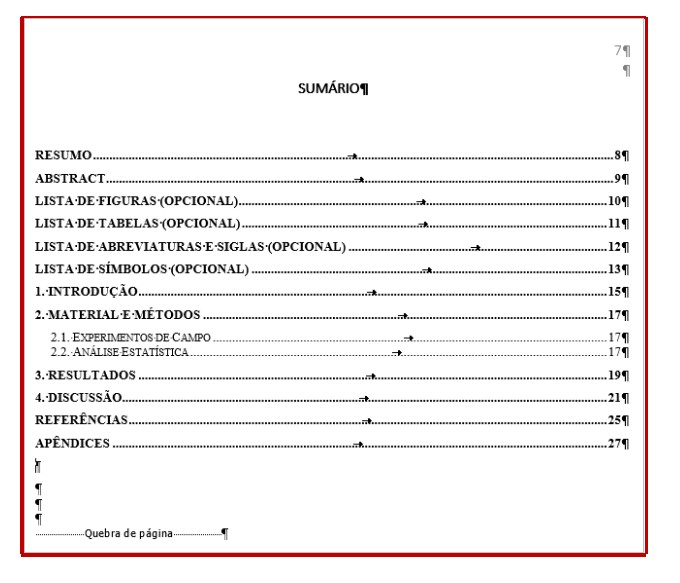 7¶
¶
SUMÁRIO¶
RESUMO........................→........................8¶
ABSTRACT........................→........................9¶
LISTA·DE·FIGURAS·(OPCIONAL)........................→........................10¶
LISTA·DE·TABELAS·(OPCIONAL)........................→........................11¶
LISTA·DE·ABREVIATURAS·E·SIGLAS·(OPCIONAL)........................→........................12¶
LISTA·DE·SÍMBOLOS·(OPCIONAL)........................→........................13¶
1.·INTRODUÇÃO........................→........................15¶
2.·MATERIAL·E·MÉTODOS........................→........................17¶
2.1.·EXPERIMENTOS·DE·CAMPO........................→........................17¶
2.2.·ANÁLISE·ESTATÍSTICA........................→........................17¶
3.·RESULTADOS........................→........................19¶
4.·DISCUSSÃO........................→........................21¶
REFERÊNCIAS........................→........................25¶
APÊNDICES........................→........................27¶
¶
¶
¶
¶
........................Quebra de página........................¶